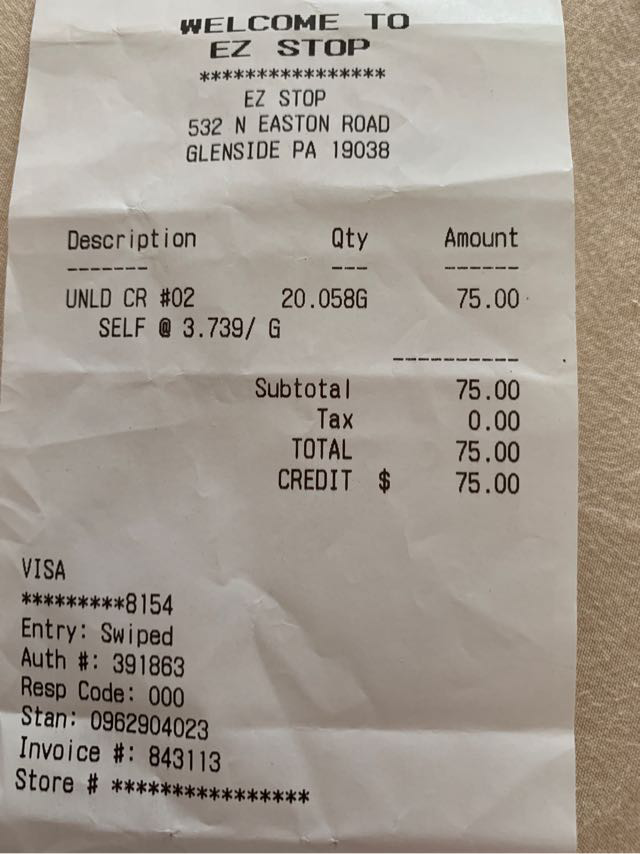 WELCOME TO
EZ STOP
****************
EZ STOP
532 N EASTON ROAD
GLENSIDE PA 19038
Description Qty Amount
------- --- ------
UNLD CR #02 20.058G 75.00
SELF @ 3.739/ G
----------
Subtotal 75.00
Tax 0.00
TOTAL 75.00
CREDIT $ 75.00
VISA
*********8154
Entry: Swiped
Auth #: 391863
Resp Code: 000
Stan: 0962904023
Invoice #: 843113
Store # ****************